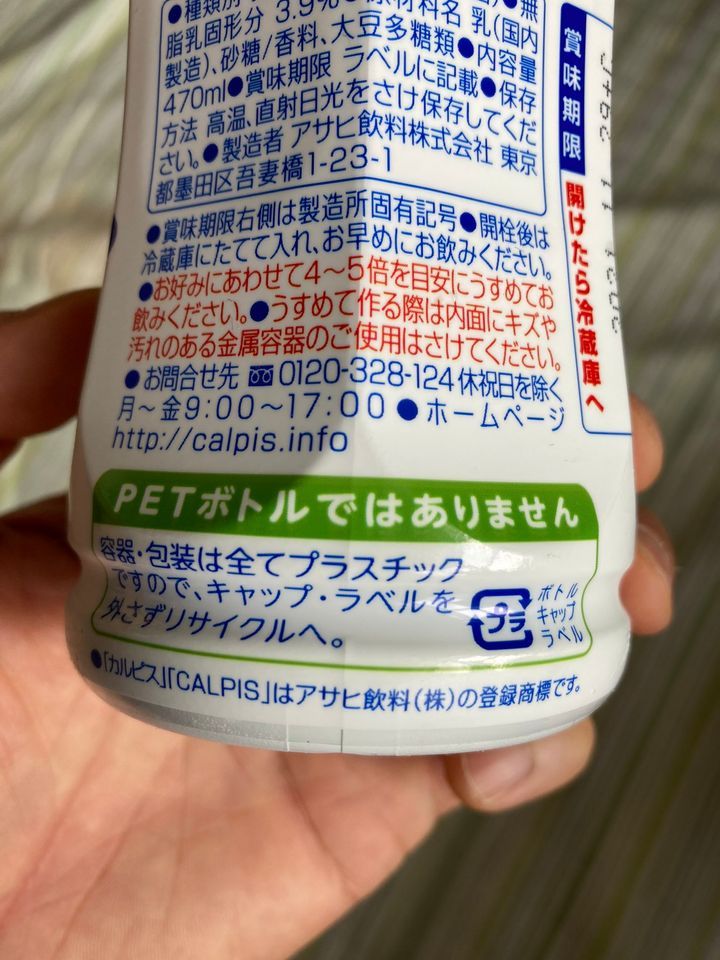 ●種類別
●無
脂乳固形分 3.9%●原材料名 乳(国内
製造)、砂糖/香料、大豆多糖類●内容量
470ml●賞味期限 ラベルに記載●保存
方法 高温、直射日光をさけ保存してくだ
さい。●製造者 アサヒ飲料株式会社 東京
都墨田区吾妻橋1-23-1
●賞味期限右側は製造所固有記号●開栓後は
冷蔵庫にたてて入れ、お早めにお飲みください。
●お好みにあわせて4〜5倍を目安にうすめてお
飲みください。●うすめて作る際は内面にキズや
汚れのある金属容器のご使用はさけてください。
●お問合せ先 0120-328-124 休祝日を除く
月〜金9:00〜17:00 ●ホームページ
http://calpis.info
賞味期限
開けたら冷蔵庫へ
PETボトルではありません
容器・包装は全てプラスチック
ですので、キャップ・ラベルを
外さずリサイクルへ。
プラ
ボトル
キャップ
ラベル
●「カルピス」「CALPIS」はアサヒ飲料(株)の登録商標です。